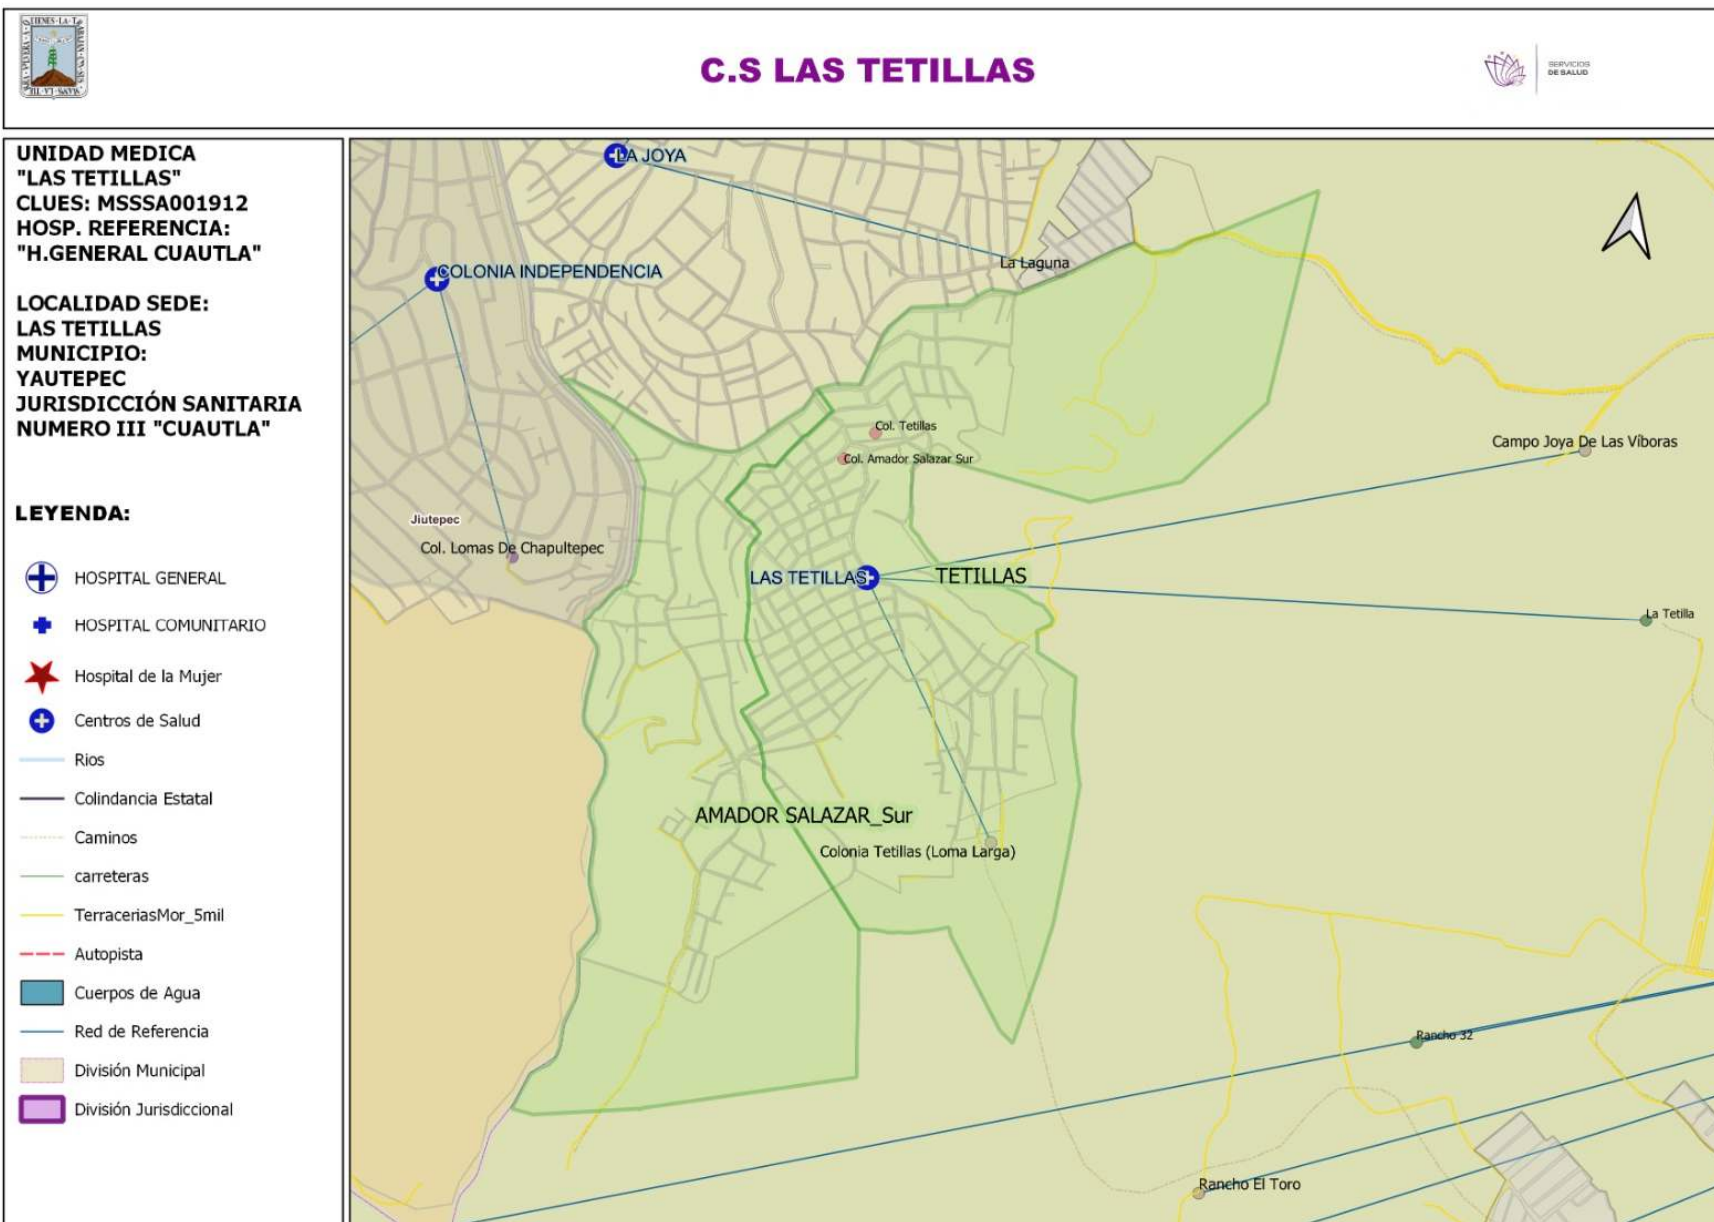 C.S LAS TETILLAS
SERVICIOS
DE SALUD
UNIDAD MEDICA
"LAS TETILLAS"
CLUES: MSSSA001912
HOSP. REFERENCIA:
"H.GENERAL CUAUTLA"
LOCALIDAD SEDE:
LAS TETILLAS
MUNICIPIO:
YAUTEPEC
JURISDICCIÓN SANITARIA
NUMERO III "CUAUTLA"
LEYENDA:
HOSPITAL GENERAL
HOSPITAL COMUNITARIO
Hospital de la Mujer
Centros de Salud
Rios
Colindancia Estatal
Caminos
carreteras
TerraceriasMor_5mil
Autopista
Cuerpos de Agua
Red de Referencia
División Municipal
División Jurisdiccional
LA JOYA
La Laguna
COLONIA INDEPENDENCIA
Col. Tetillas
Col. Amador Salazar Sur
Campo Joya De Las Víboras
Jiutepec
Col. Lomas De Chapultepec
LAS TETILLAS
TETILLAS
La Tetilla
AMADOR SALAZAR_Sur
Colonia Tetillas (Loma Larga)
Rancho 32
Rancho El Toro